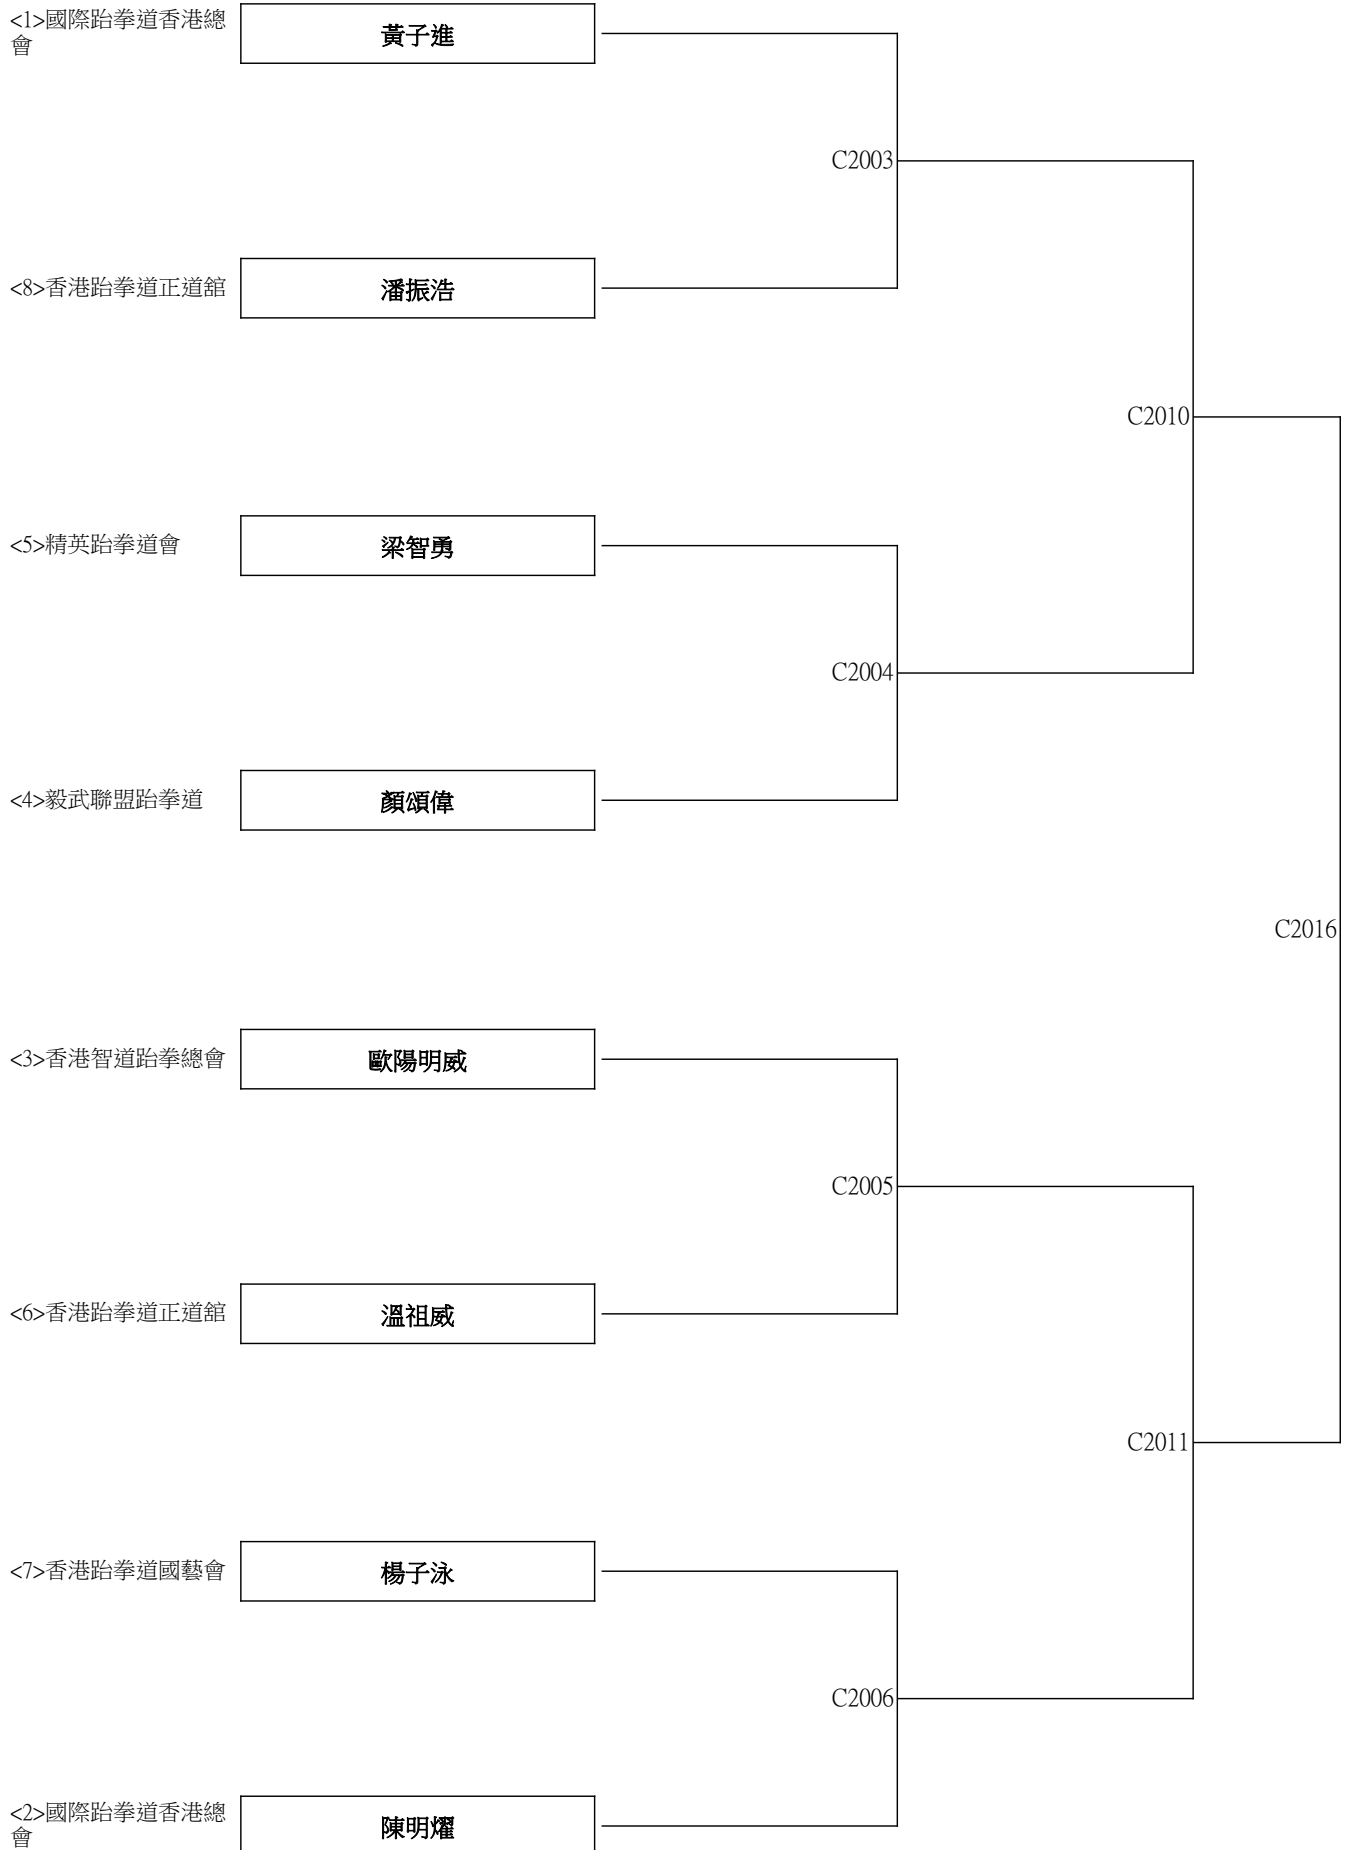 <1>國際跆拳道香港總
會
黃子進
C2003
<8>香港跆拳道正道舘
潘振浩
C2010
<5>精英跆拳道會
梁智勇
C2004
<4>毅武聯盟跆拳道
顏頌偉
C2016
<3>香港智道跆拳總會
歐陽明威
C2005
<6>香港跆拳道正道舘
溫祖威
C2011
<7>香港跆拳道國藝會
楊子泳
C2006
<2>國際跆拳道香港總
會
陳明燿